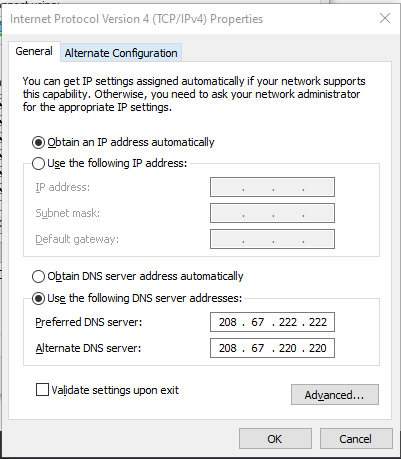 Internet Protocol Version 4 (TCP/IPv4) Properties
General
Alternate Configuration
You can get IP settings assigned automatically if your network supports
this capability. Otherwise, you need to ask your network administrator
for the appropriate IP settings.
Obtain an IP address automatically
Use the following IP address:
IP address:
. . .
Subnet mask:
. . .
Default gateway:
. . .
Obtain DNS server address automatically
Use the following DNS server addresses:
Preferred DNS server:
208 . 67 . 222 . 222
Alternate DNS server:
208 . 67 . 220 . 220
Validate settings upon exit
Advanced...
OK
Cancel